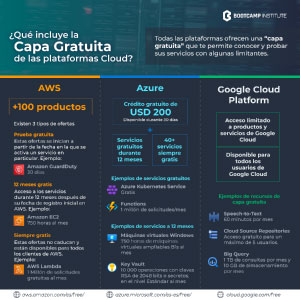 BOOTCAMP INSTITUTE
¿Qué incluye la
Capa Gratuita
de las plataformas Cloud?
Todas las plataformas ofrecen una "capa
gratuita" que te permite conocer y probar
sus servicios con algunas limitantes.
AWS
+100 productos
Existen 3 tipos de ofertas
Prueba gratuita
Estas ofertas se inician a
partir de la fecha en la que se
activa un servicio en
particular. Ejemplo:
Amazon GuardDuty
30 días
12 meses gratis
Acceso a las ofertas
durante 12 meses después de
su fecha de registro inicial en
AWS. Ejemplo:
Amazon EC2
750 horas al mes
Siempre gratis
Estas ofertas no caducan y
están disponibles para todos
los clientes de AWS.
Ejemplo:
AWS Lambda
1 Millón de solicitudes
gratuitas al mes
aws.amazon.com/es/free/
Azure
Crédito gratuito de
USD 200
Disponible durante 30 días
Servicios
gratuitos
durante
12 meses
+
40+
servicios
siempre
gratis
Ejemplos de servicios gratuitos
Azure Kubernetes Service
Gratis
Functions
1 millón de solicitudes/mes
Ejemplos de servicios a 12 meses
Máquinas virtuales Windows
750 horas de máquinas
virtuales ampliables B1s al
mes
Key Vault
10 000 operaciones con claves
RSA de 2048 bits o secretos
en el nivel Estándar al mes
azure.microsoft.com/es-es/free/
Google Cloud
Platform
Acceso limitado
a productos y
servicios de Google
Cloud
Disponible para
todos los
usuarios de
Google Cloud
Ejemplos de recursos de
capa gratuita
Speech-to-Text
60 minutos por mes
Cloud Source Repositories
Acceso gratuito para un
máximo de 5 usuarios
Big Query
1 TB de consultas por mes y 10
GB de almacenamiento
por mes
cloud.google.com/free/